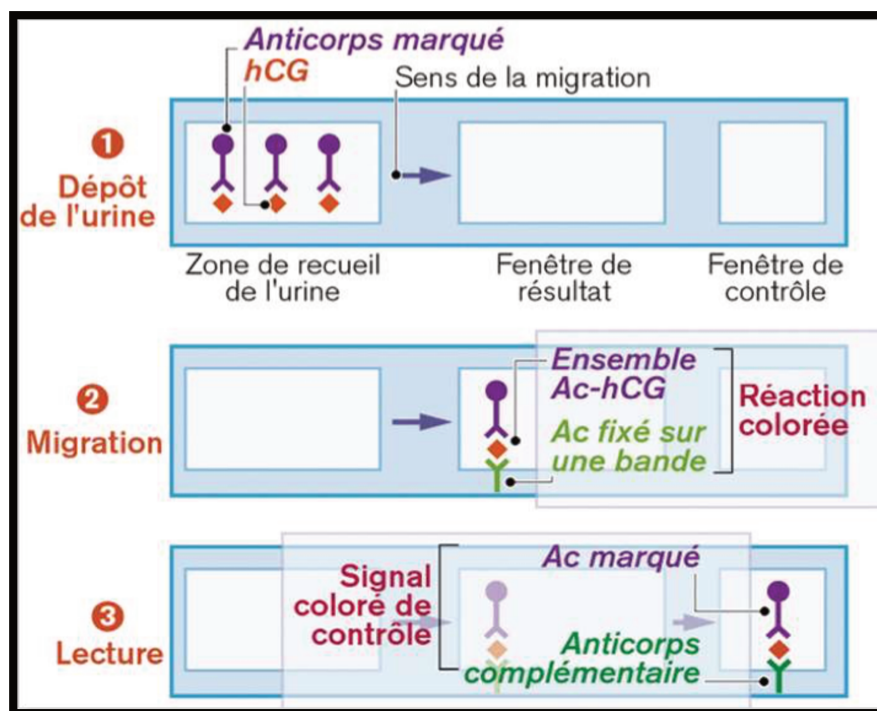 Anticorps marqué
hCG
Sens de la migration
1
Dépôt
de l'urine
Zone de recueil
de l'urine
Fenêtre de
résultat
Fenêtre de
contrôle
2
Migration
Ensemble
Ac-hCG
Ac fixé sur
une bande
Réaction
colorée
3
Lecture
Signal
coloré de
contrôle
Ac marqué
Anticorps
complémentaire